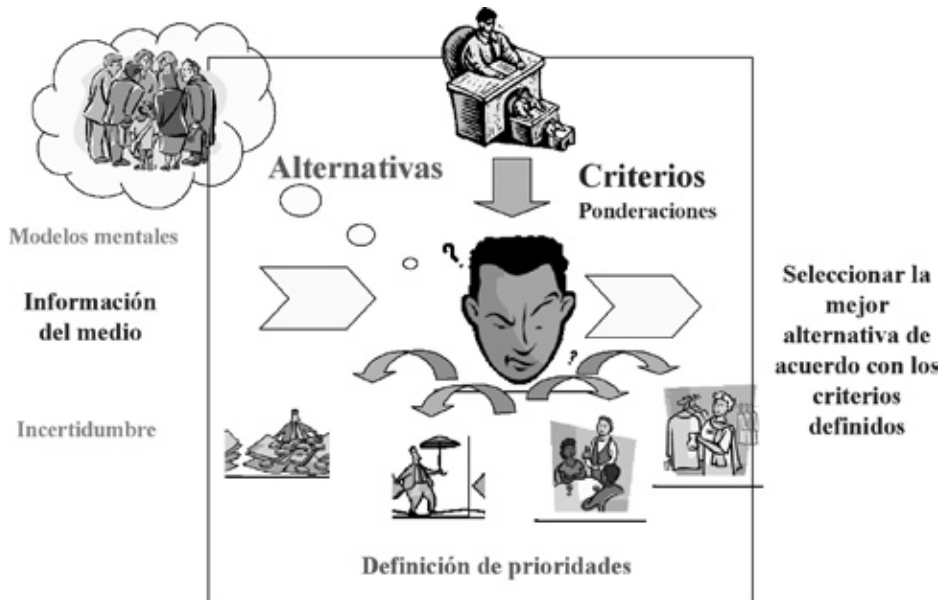 Alternativas
Criterios
Ponderaciones
Modelos mentales
Información
del medio
Incertidumbre
?
?
Seleccionar la
mejor
alternativa de
acuerdo con los
criterios
definidos
Definición de prioridades